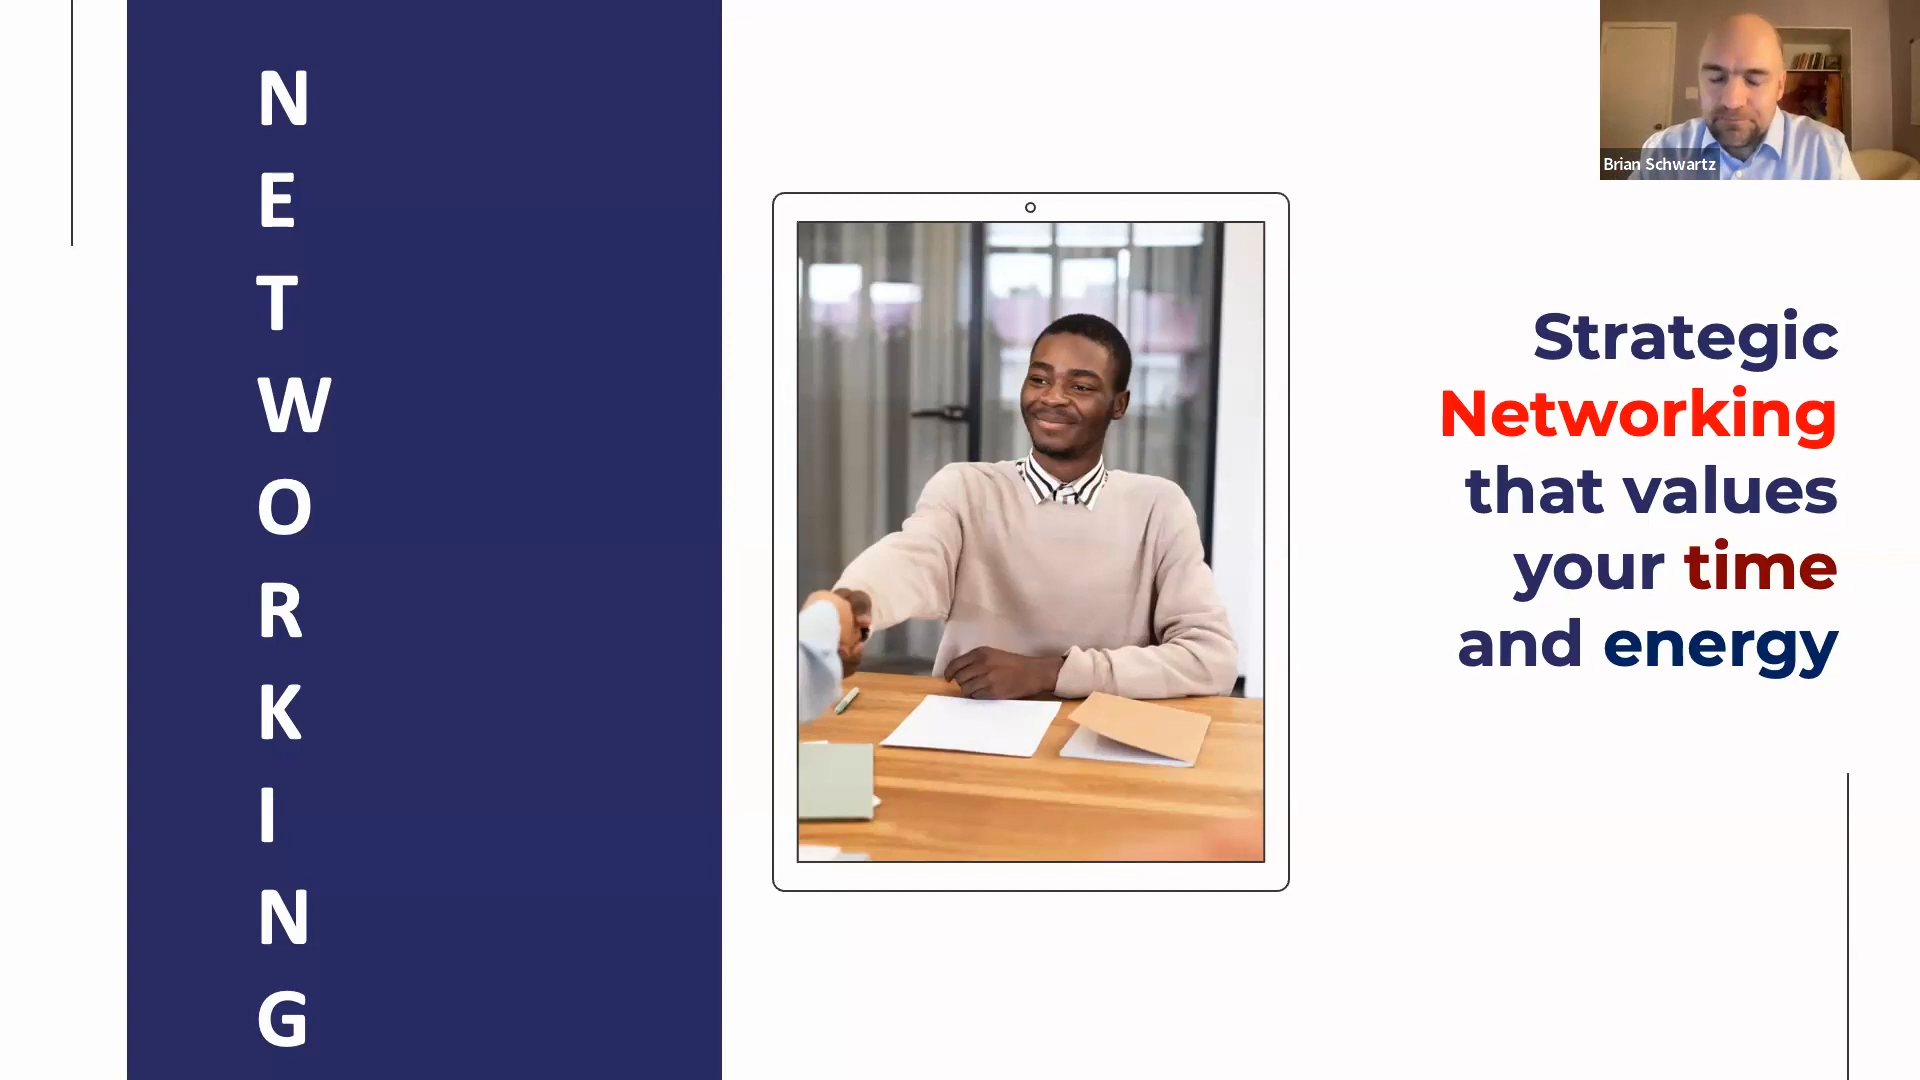 N
E
T
W
O
R
K
I
N
G
Strategic
Networking
that values
your time
and energy
Brian Schwartz